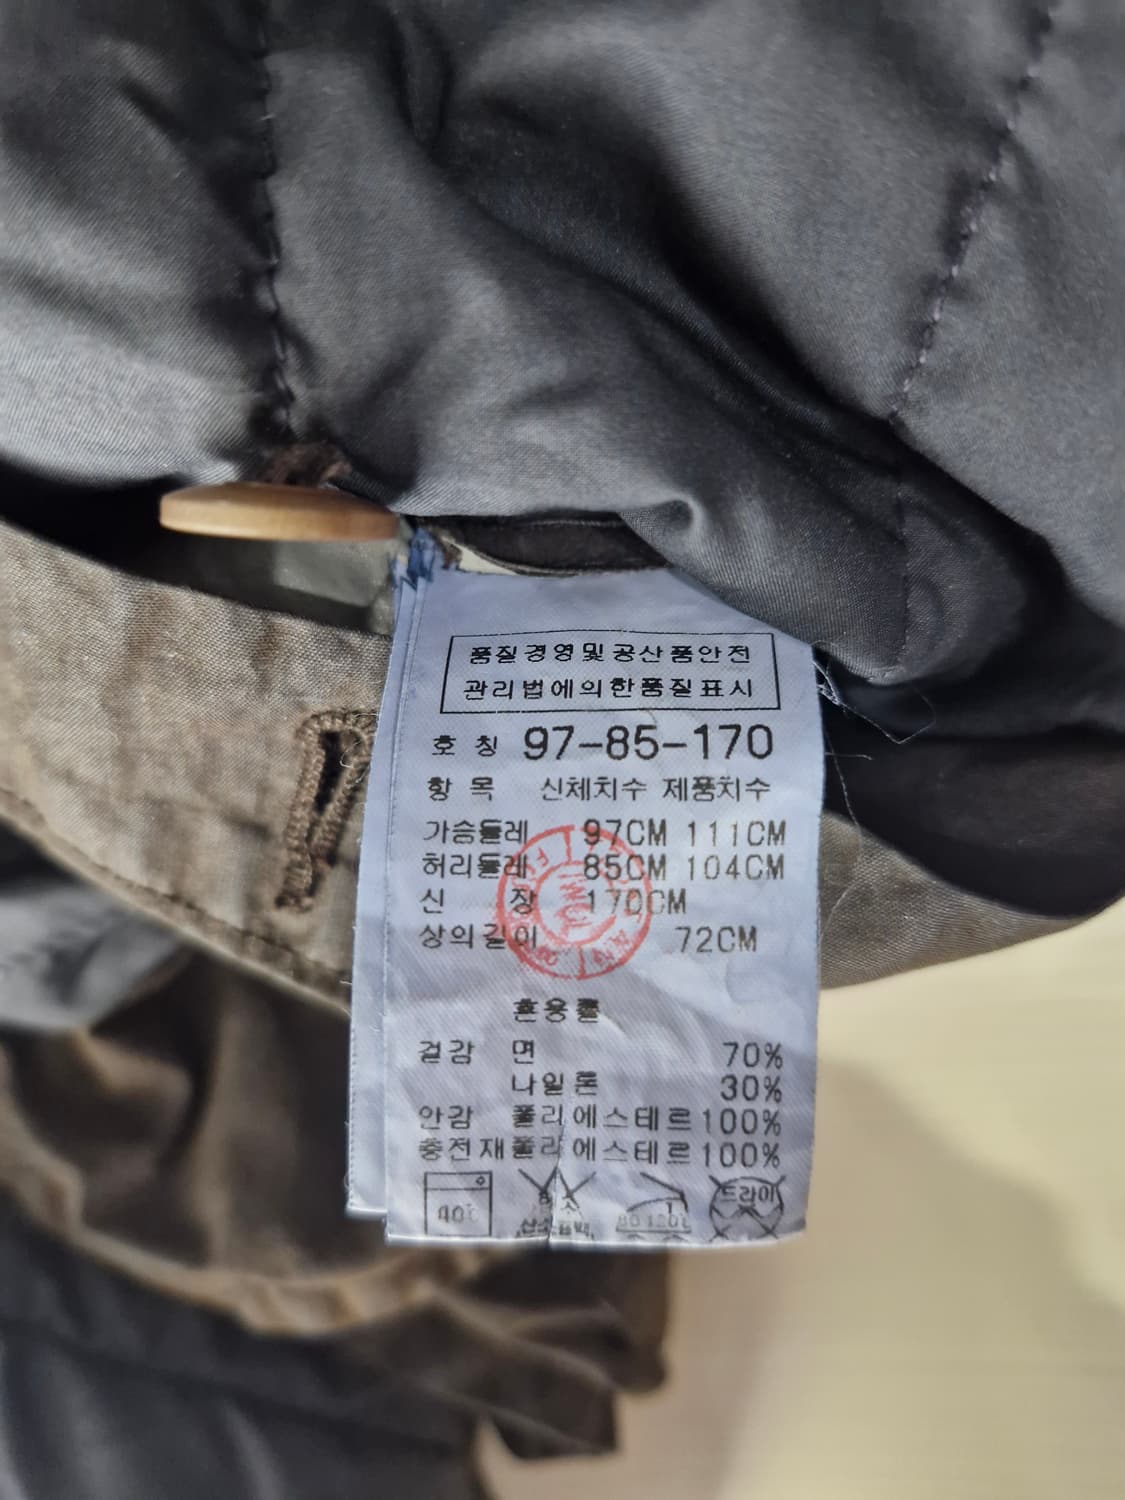 품질경영및공산품안전
관리법에의한품질표시
호 칭 97-85-170
항 목 신체치수 제품치수
가슴둘레 97CM 111CM
허리둘레 85CM 104CM
신 장 170CM
상의길이 72CM
혼용률
겉감 면 70%
나일론 30%
안감 폴리에스테르100%
충전재폴리에스테르100%
40℃ 드라이